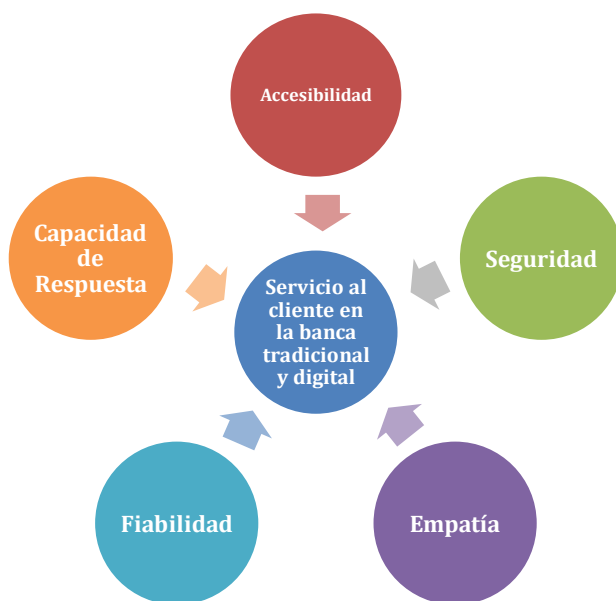 Accesibilidad
Capacidad
de
Respuesta
Seguridad
Servicio al
cliente en
la banca
tradicional
y digital
Fiabilidad
Empatía